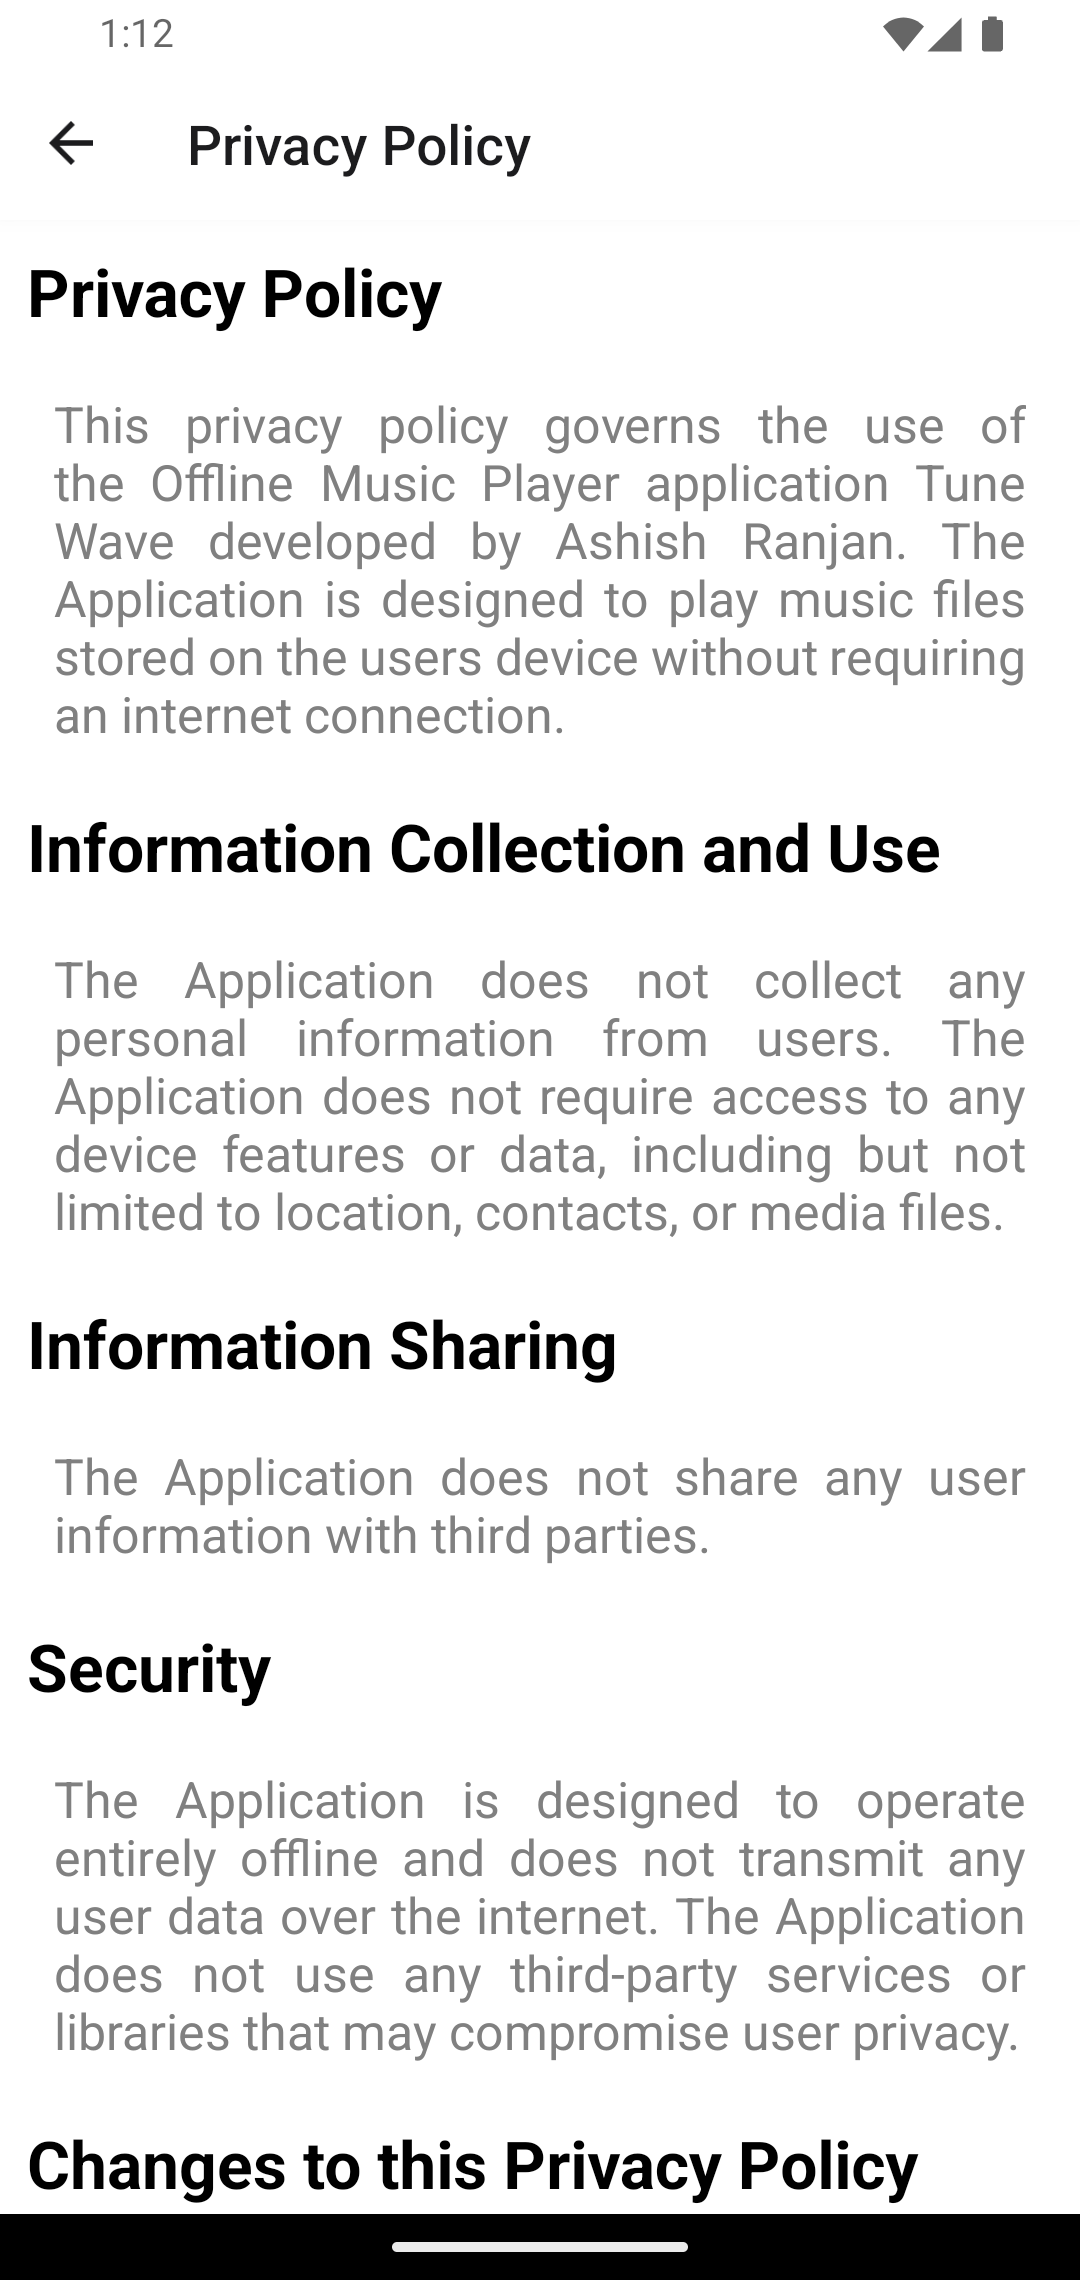 1:12
Privacy Policy
Privacy Policy
This privacy policy governs the use of
the Offline Music Player application Tune
Wave developed by Ashish Ranjan. The
Application is designed to play music files
stored on the users device without requiring
an internet connection.
Information Collection and Use
The Application does not collect any
personal information from users. The
Application does not require access to any
device features or data, including but not
limited to location, contacts, or media files.
Information Sharing
The Application does not share any user
information with third parties.
Security
The Application is designed to operate
entirely offline and does not transmit any
user data over the internet. The Application
does not use any third-party services or
libraries that may compromise user privacy.
Changes to this Privacy Policy